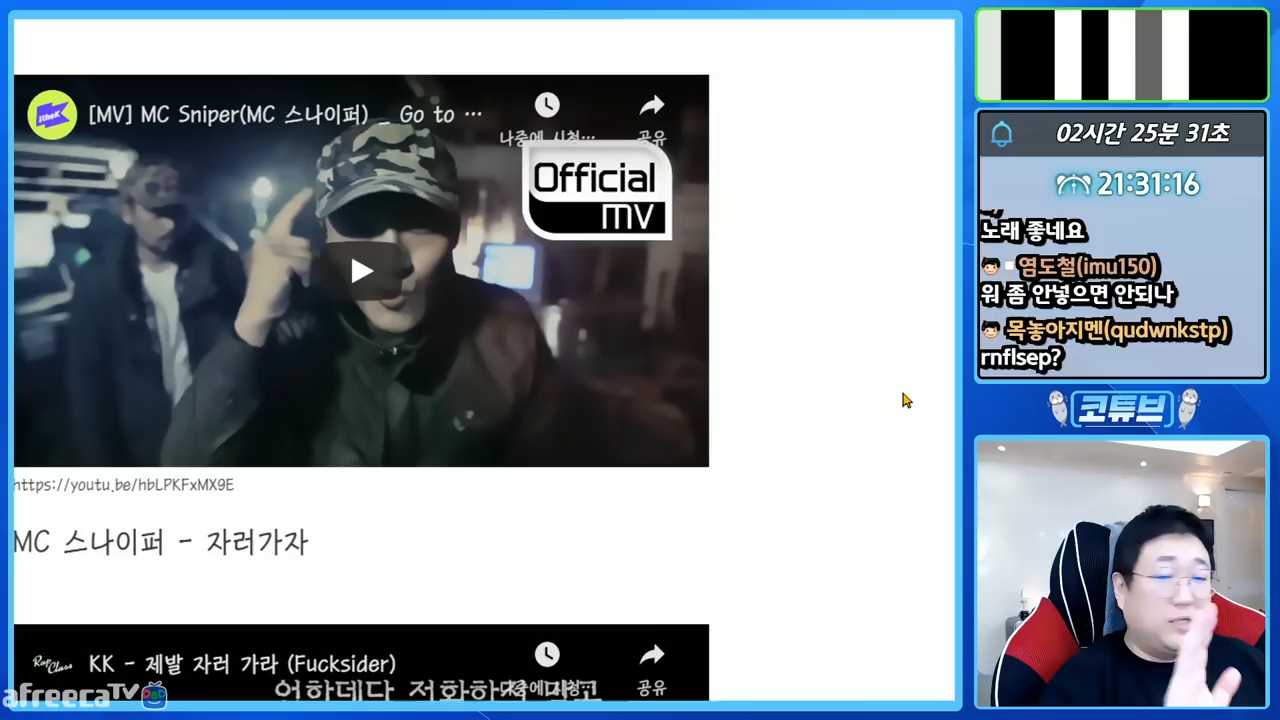 [MV] MC Sniper(MC 스나이퍼) _ Go to ...
나중에 시청...
공유
Official
MV
https://youtu.be/hbLPKFxMX9E
MC 스나이퍼 - 자러가자
RapClass
KK - 제발 자러 가라 (Fucksider)
공유
afreecaTV
02시간 25분 31초
21:31:16
노래 좋네요
염도철(imu150)
워 좀 안넣으면 안되나
목놓아지멘(qudwnkstp)
rnflsep?
코튜브